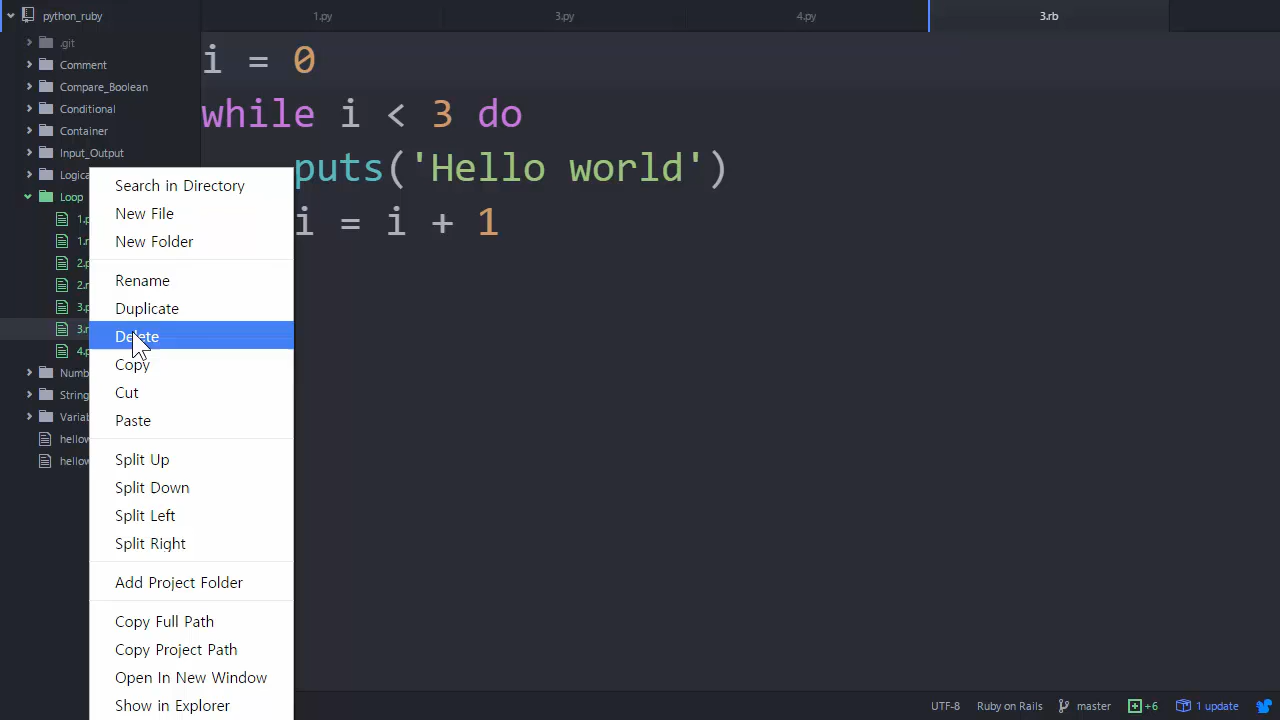 python_ruby
1.py
3.py
4.py
3.rb
.git
Comment
Compare_Boolean
Conditional
Container
Input_Output
Logica
Loop
1.p
1.r
2.p
2.r
3.p
3.r
4.p
Numb
String
Variab
hellow
hellow
i = 0
while i < 3 do
puts('Hello world')
i = i + 1
Search in Directory
New File
New Folder
Rename
Duplicate
Delete
Copy
Cut
Paste
Split Up
Split Down
Split Left
Split Right
Add Project Folder
Copy Full Path
Copy Project Path
Open In New Window
Show in Explorer
UTF-8
Ruby on Rails
master
+6
1 update